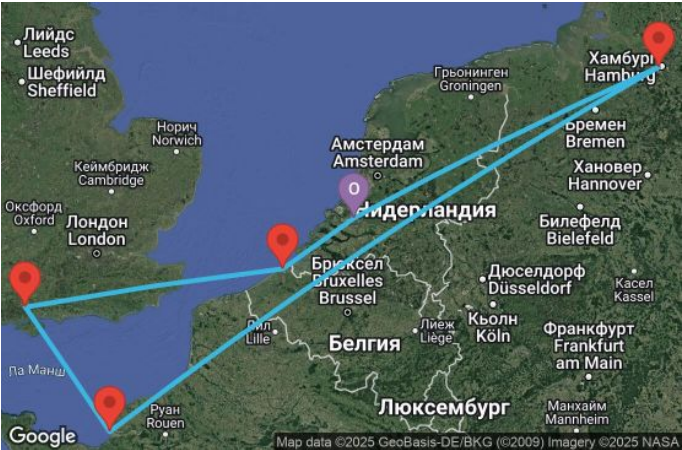 Лийдс
Leeds
Шефийлд
Sheffield
Хамбург
Hamburg
Грьонинген
Groningen
Норич
Norwich
Бремен
Bremen
Амстердам
Amsterdam
Кеймбридж
Cambridge
Хановер
Hannover
O
Нидерландия
Оксфорд
Oxford
Лондон
London
Билефелд
Bielefeld
Брюксел
Bruxelles
Brussel
Дюселдорф
Düsseldorf
Касел
Kassel
Лил
Lille
Лиеж
Liège
Кьолн
Köln
Белгия
Франкфурт
Frankfurt
am Main
Ла Манш
Руан
Rouen
Люксембург
Манхайм
Mannheim
Google
Map data ©2025 GeoBasis-DE/BKG (©2009) Imagery ©2025 NASA